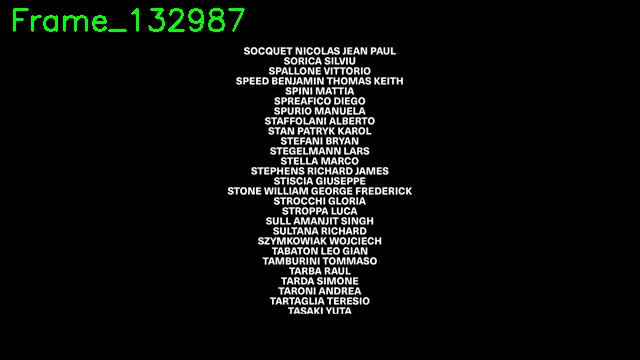 Frame_132987
SOCQUET NICOLAS JEAN PAUL
SORICA SILVIU
SPALLONE VITTORIO
SPEED BENJAMIN THOMAS KEITH
SPINI MATTIA
SPREAFICO DIEGO
SPURIO MANUELA
STAFFOLANI ALBERTO
STAN PATRYK KAROL
STEFANI BRYAN
STEGELMANN LARS
STELLA MARCO
STEPHENS RICHARD JAMES
STISCIA GIUSEPPE
STONE WILLIAM GEORGE FREDERICK
STROCCHI GLORIA
STROPPA LUCA
SULL AMANJIT SINGH
SULTANA RICHARD
SZYMKOWIAK WOJCIECH
TABATON LEO GIAN
TAMBURINI TOMMASO
TARBA RAUL
TARDA SIMONE
TARONI ANDREA
TARTAGLIA TERESIO
TASAKI YUTA